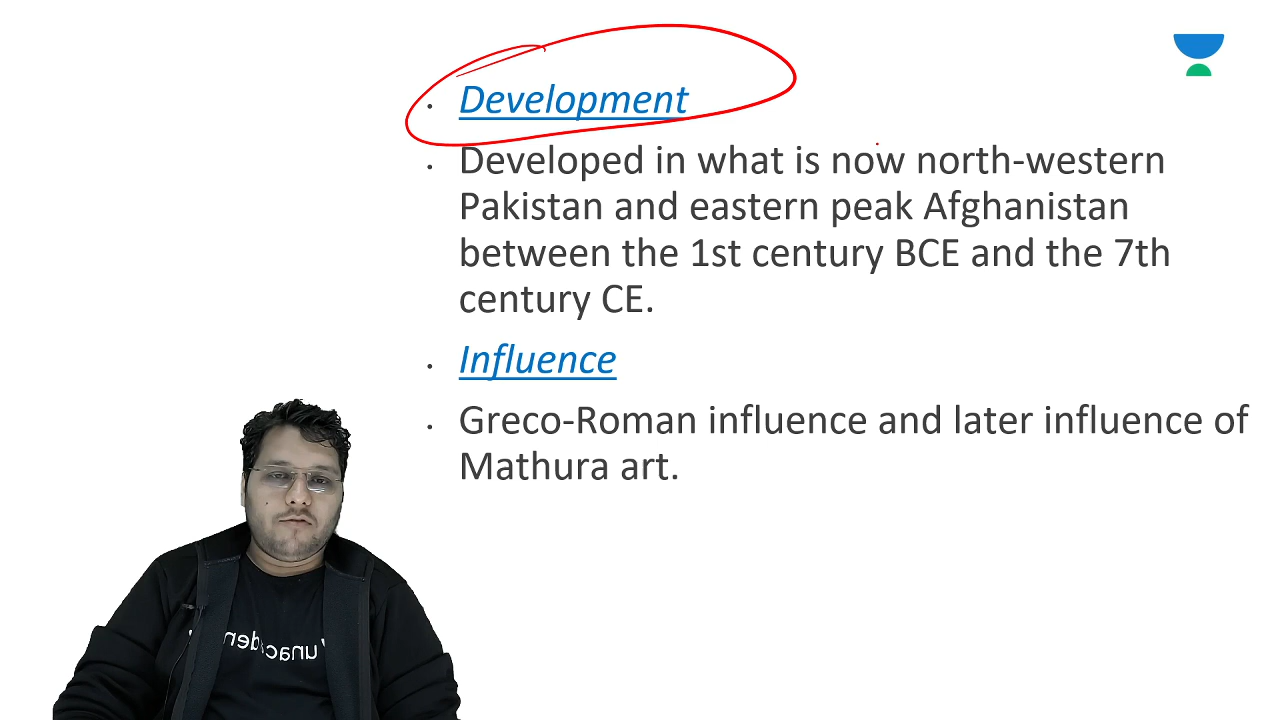 Development
Developed in what is now north-western
Pakistan and eastern peak Afghanistan
between the 1st century BCE and the 7th
century CE.
Influence
Greco-Roman influence and later influence of
Mathura art.